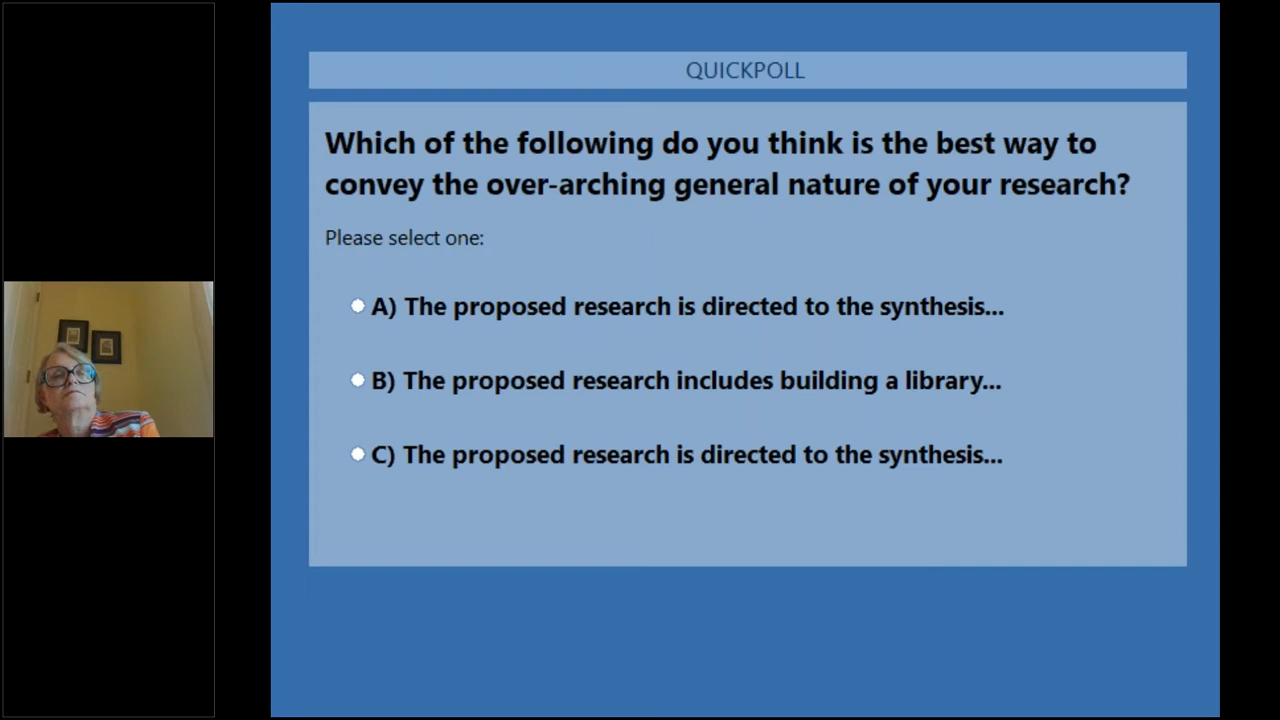 QUICKPOLL
Which of the following do you think is the best way to
convey the over-arching general nature of your research?
Please select one:
A) The proposed research is directed to the synthesis...
B) The proposed research includes building a library...
C) The proposed research is directed to the synthesis...